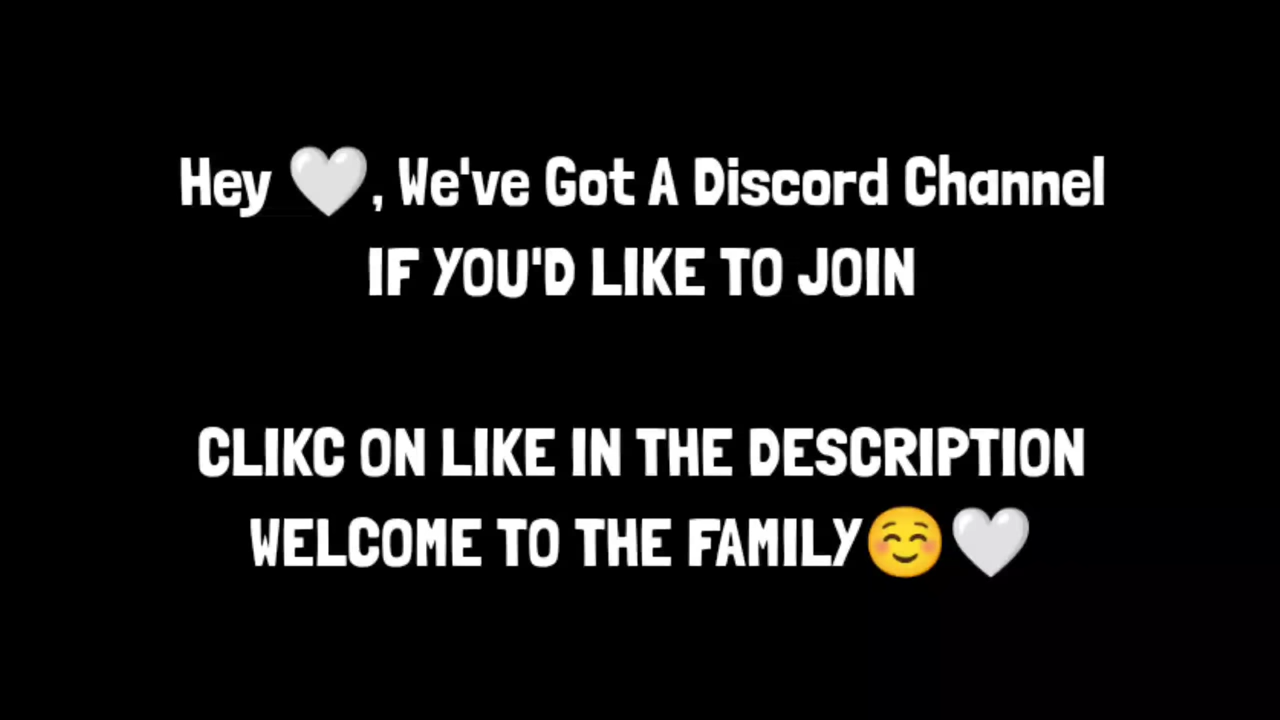 Hey 🤍, We've Got A Discord Channel
IF YOU'D LIKE TO JOIN
CLIKC ON LIKE IN THE DESCRIPTION
WELCOME TO THE FAMILY☺️🤍